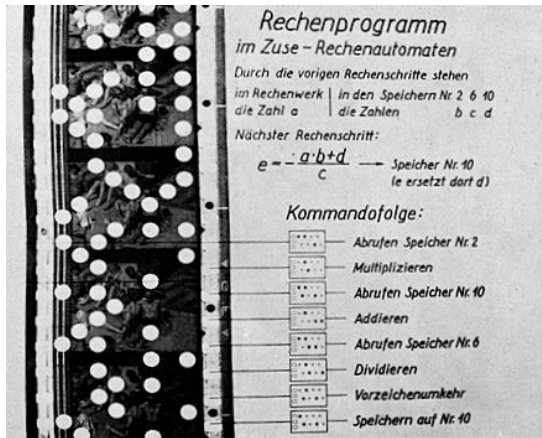 Rechenprogramm
im Zuse-Rechenautomaten
Durch die vorigen Rechenschritte stehen
im Rechenwerk | in den Speichern Nr 2 6 10
die Zahl a | die Zahlen b c d
Nächster Rechenschritt:
e = - a·b+d / c → Speicher Nr. 10
(e ersetzt dort d)
Kommandofolge:
Abrufen Speicher Nr. 2
Multiplizieren
Abrufen Speicher Nr. 10
Addieren
Abrufen Speicher Nr. 6
Dividieren
Vorzeichenumkehr
Speichern auf Nr. 10